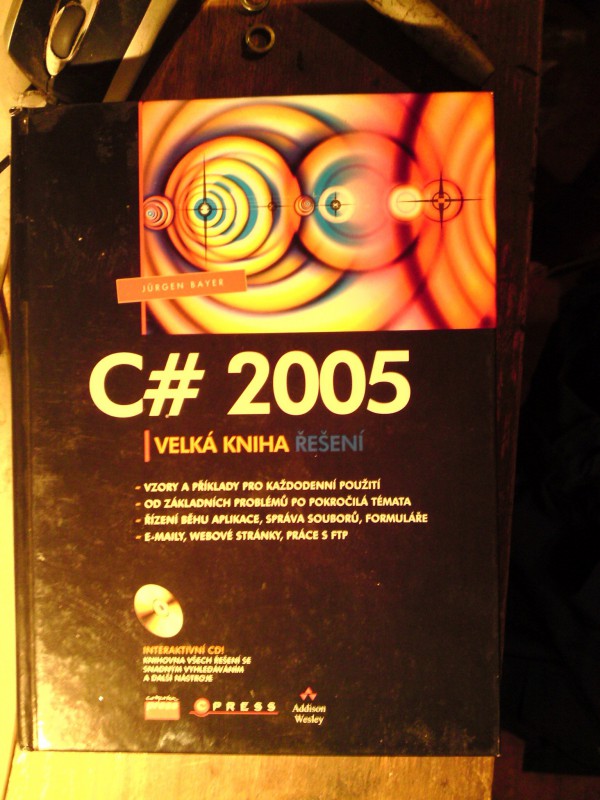 JÜRGEN BAYER
C# 2005
VELKÁ KNIHA ŘEŠENÍ
- VZORY A PŘÍKLADY PRO KAŽDODENNÍ POUŽITÍ
- OD ZÁKLADNÍCH PROBLÉMŮ PO POKROČILÁ TÉMATA
- ŘÍZENÍ BĚHU APLIKACE, SPRÁVA SOUBORŮ, FORMULÁŘE
- E-MAILY, WEBOVÉ STRÁNKY, PRÁCE S FTP
INTERAKTIVNÍ CD!
KNIHOVNA VŠECH ŘEŠENÍ SE
SNADNÝM VYHLEDÁVÁNÍM
A DALŠÍ NÁSTROJE
CPRESS
Addison
Wesley